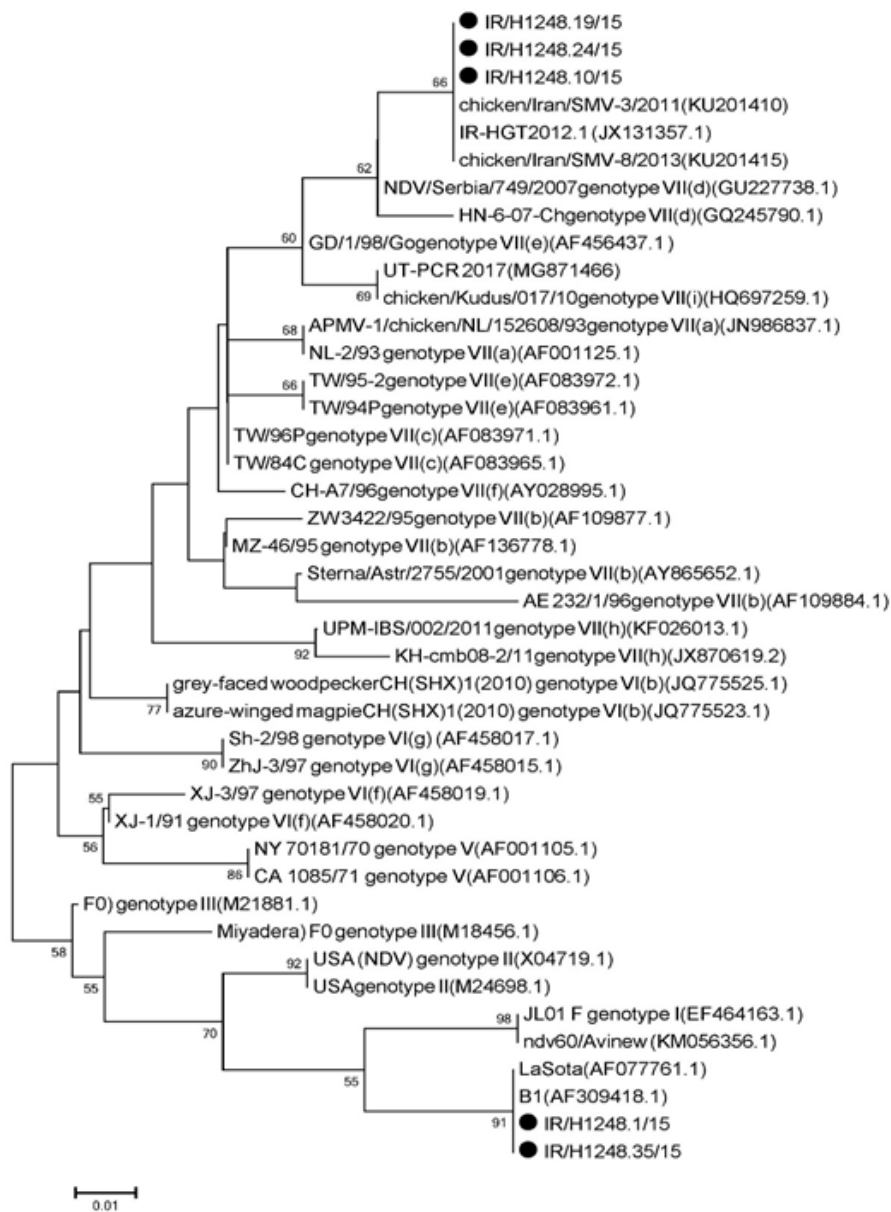 IR/H1248.19/15
IR/H1248.24/15
IR/H1248.10/15
66
chicken/Iran/SMV-3/2011(KU201410)
IR-HGT2012.1(JX131357.1)
chicken/Iran/SMV-8/2013(KU201415)
62
NDV/Serbia/749/2007genotype VII(d)(GU227738.1)
HN-6-07-Chgenotype VII(d)(GQ245790.1)
60
GD/1/98/Gogenotype VII(e)(AF456437.1)
UT-PCR 2017(MG871466)
69
chicken/Kudus/017/10genotype VII(i)(HQ697259.1)
68
APMV-1/chicken/NL/152608/93genotype VII(a)(JN986837.1)
NL-2/93 genotype VII(a)(AF001125.1)
66
TW/95-2genotype VII(e)(AF083972.1)
TW/94Pgenotype VII(e)(AF083961.1)
TW/96Pgenotype VII(c)(AF083971.1)
TW/84C genotype VII(c)(AF083965.1)
CH-A7/96genotype VII(f)(AY028995.1)
ZW3422/95genotype VII(b)(AF109877.1)
MZ-46/95 genotype VII(b)(AF136778.1)
Sterna/Astr/2755/2001genotype VII(b)(AY865652.1)
AE 232/1/96genotype VII(b)(AF109884.1)
UPM-IBS/002/2011genotype VII(h)(KF026013.1)
92
KH-cmb08-2/11genotype VII(h)(JX870619.2)
grey-faced woodpeckerCH(SHX)1(2010) genotype VI(b)(JQ775525.1)
77
azure-winged magpieCH(SHX)1(2010) genotype VI(b)(JQ775523.1)
Sh-2/98 genotype VI(g) (AF458017.1)
90
ZhJ-3/97 genotype VI(g)(AF458015.1)
55
XJ-3/97 genotype VI(f)(AF458019.1)
XJ-1/91 genotype VI(f)(AF458020.1)
56
NY 70181/70 genotype V(AF001105.1)
86
CA 1085/71 genotype V(AF001106.1)
F0) genotype III(M21881.1)
58
Miyadera) F0 genotype III(M18456.1)
55
92
USA (NDV) genotype II(X04719.1)
USAgenotype II(M24698.1)
70
98
JL01 F genotype I(EF464163.1)
ndv60/Avinew (KM056356.1)
55
LaSota(AF077761.1)
B1(AF309418.1)
91
IR/H1248.1/15
IR/H1248.35/15
0.01